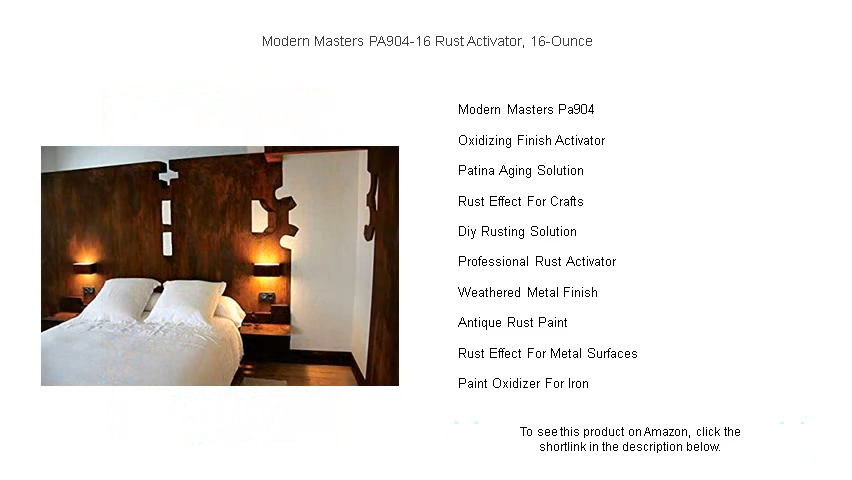 Modern Masters PA904-16 Rust Activator, 16-Ounce
Modern Masters Pa904
Oxidizing Finish Activator
Patina Aging Solution
Rust Effect For Crafts
Diy Rusting Solution
Professional Rust Activator
Weathered Metal Finish
Antique Rust Paint
Rust Effect For Metal Surfaces
Paint Oxidizer For Iron
To see this product on Amazon, click the
shortlink in the description below.